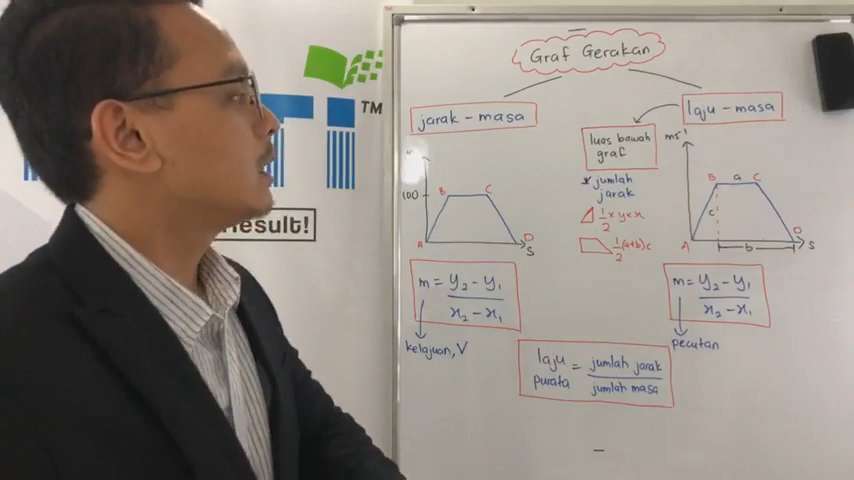 Graf Gerakan
jarak - masa
laju - masa
luas bawah
graf
* jumlah
jarak
1/2 x y x x
1/2 (a+b)c
m
100
A
B
C
D
S
ms⁻¹
A
B
a
C
c
b
D
S
m = y₂ - y₁ / x₂ - x₁
kelajuan, V
m = y₂ - y₁ / x₂ - x₁
pecutan
laju purata = jumlah jarak / jumlah masa
TM
Result!